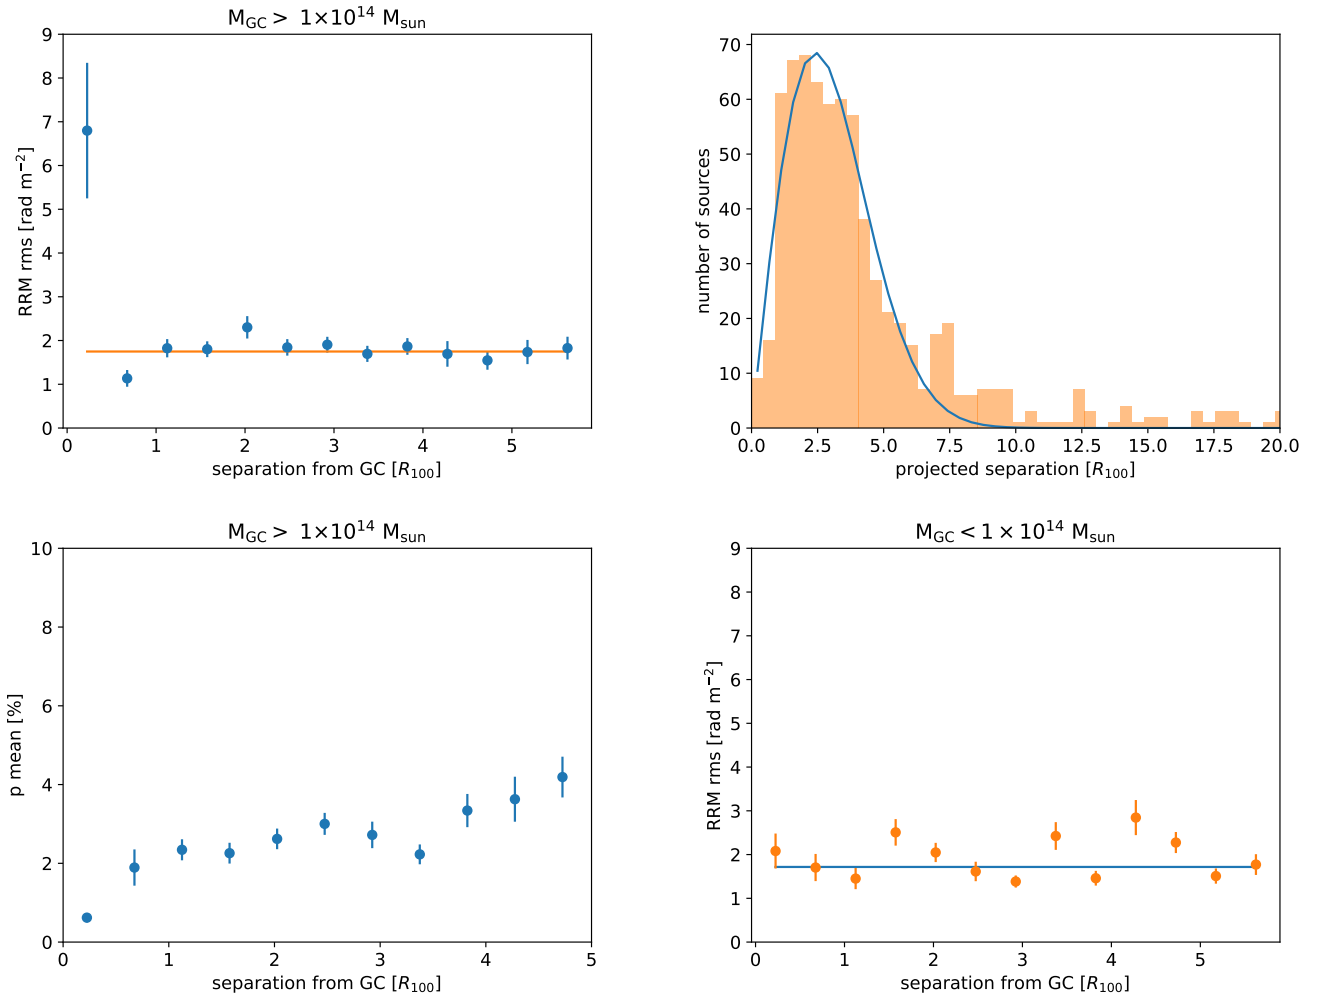 M_GC > 1×10^14 M_sun
RRM rms [rad m^−2]
9
8
7
6
5
4
3
2
1
0
0 1 2 3 4 5
separation from GC [R_100]
number of sources
70
60
50
40
30
20
10
0
0.0 2.5 5.0 7.5 10.0 12.5 15.0 17.5 20.0
projected separation [R_100]
M_GC > 1×10^14 M_sun
p mean [%]
10
8
6
4
2
0
0 1 2 3 4 5
separation from GC [R_100]
M_GC < 1 × 10^14 M_sun
RRM rms [rad m^−2]
9
8
7
6
5
4
3
2
1
0
0 1 2 3 4 5
separation from GC [R_100]